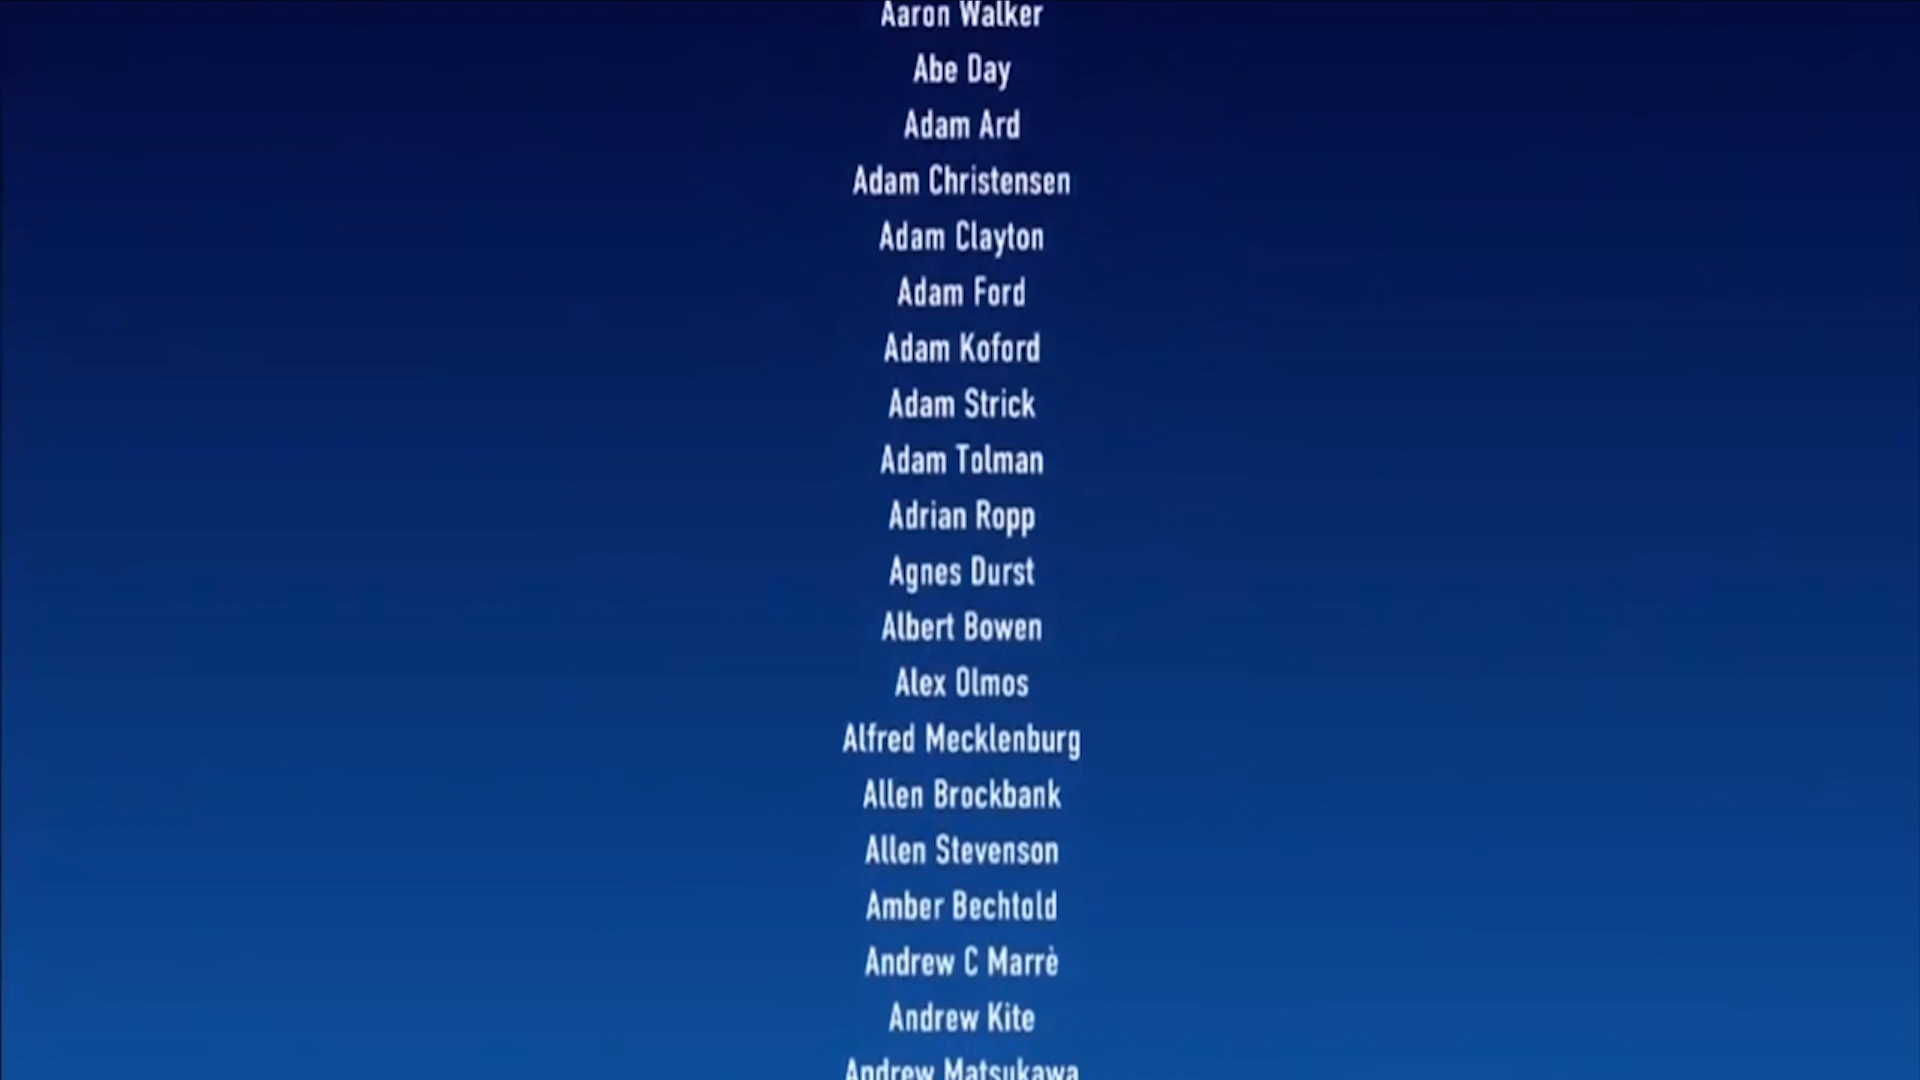 Aaron Walker
Abe Day
Adam Ard
Adam Christensen
Adam Clayton
Adam Ford
Adam Koford
Adam Strick
Adam Tolman
Adrian Ropp
Agnes Durst
Albert Bowen
Alex Olmos
Alfred Mecklenburg
Allen Brockbank
Allen Stevenson
Amber Bechtold
Andrew C Marrè
Andrew Kite
Andrew Matsukawa